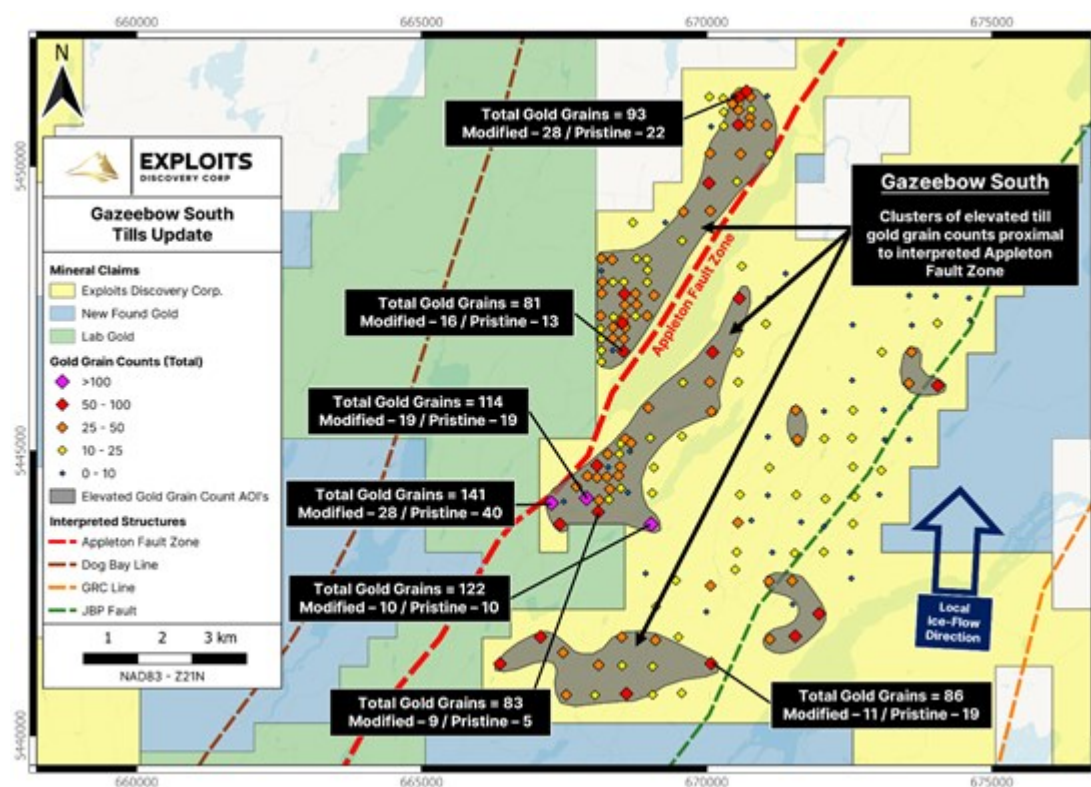 660000
665000
670000
675000
N
EXPLOITS
DISCOVERY CORP
Gazeebow South
Tills Update
Mineral Claims
Exploits Discovery Corp.
New Found Gold
Lab Gold
Gold Grain Counts (Total)
>100
50 - 100
25 - 50
10 - 25
0 - 10
Elevated Gold Grain Count AOI's
Interpreted Structures
Appleton Fault Zone
Dog Bay Line
GRC Line
JBP Fault
1 2 3 km
NAD83 - Z21N
5450000
5445000
5440000
Total Gold Grains = 93
Modified – 28 / Pristine – 22
Gazeebow South
Clusters of elevated till
gold grain counts proximal
to interpreted Appleton
Fault Zone
Appleton Fault Zone
Total Gold Grains = 81
Modified – 16 / Pristine – 13
Total Gold Grains = 114
Modified – 19 / Pristine – 19
Total Gold Grains = 141
Modified – 28 / Pristine – 40
Total Gold Grains = 122
Modified – 10 / Pristine – 10
Total Gold Grains = 83
Modified – 9 / Pristine – 5
Total Gold Grains = 86
Modified – 11 / Pristine – 19
Local
Ice-Flow
Direction
660000
665000
670000
675000